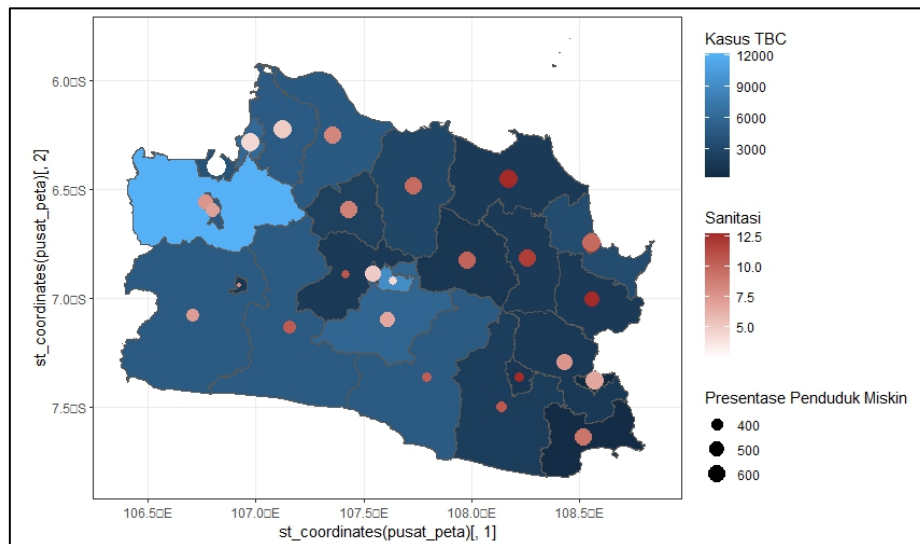 Kasus TBC
12000
9000
6000
3000
Sanitasi
12.5
10.0
7.5
5.0
Presentase Penduduk Miskin
400
500
600
6.0□S
6.5□S
7.0□S
7.5□S
st_coordinates(pusat_peta)[, 2]
106.5□E
107.0□E
107.5□E
108.0□E
108.5□E
st_coordinates(pusat_peta)[, 1]